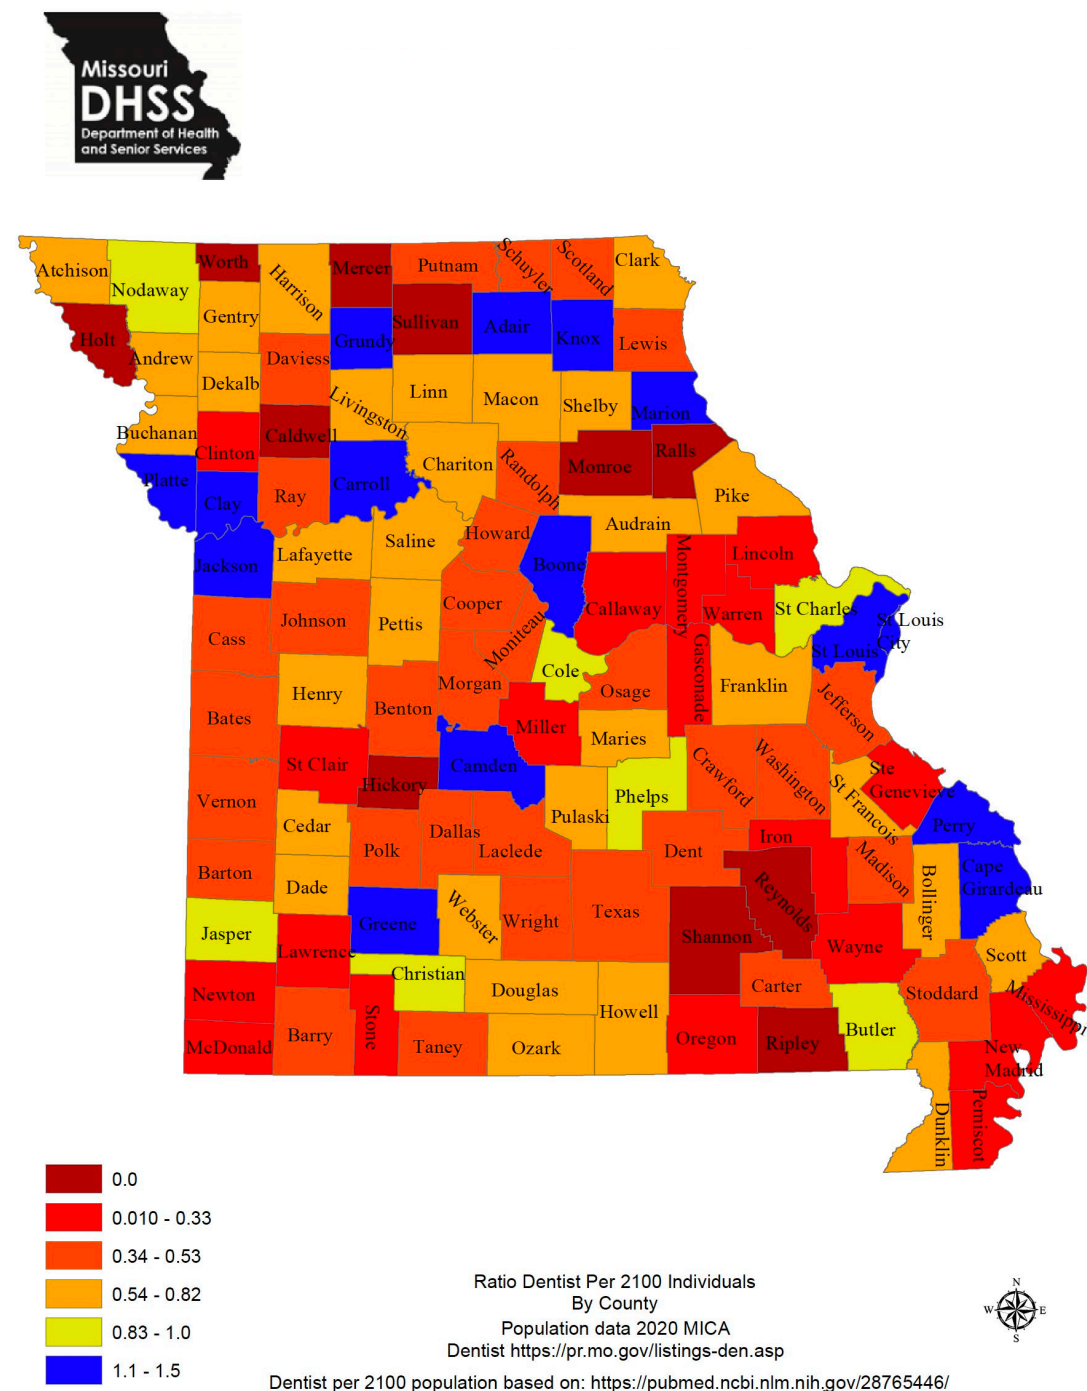 Missouri
DHSS
Department of Health
and Senior Services
Atchison
Nodaway
Worth
Harrison
Mercer
Putnam
Schuyler
Scotland
Clark
Holt
Andrew
Gentry
Dekalb
Daviess
Grundy
Sullivan
Adair
Knox
Lewis
Buchanan
Clinton
Caldwell
Livingston
Linn
Macon
Shelby
Marion
Platte
Clay
Ray
Carroll
Chariton
Randolph
Monroe
Ralls
Pike
Jackson
Lafayette
Saline
Howard
Boone
Audrain
Callaway
Montgomery
Lincoln
Warren
St Charles
St Louis
St Louis
City
Cass
Johnson
Pettis
Cooper
Moniteau
Cole
Osage
Gasconade
Franklin
Jefferson
Bates
Henry
Benton
Morgan
Miller
Maries
Crawford
Washington
St Francois
Ste
Genevieve
Perry
St Clair
Hickory
Camden
Pulaski
Phelps
Vernon
Cedar
Polk
Dallas
Laclede
Dent
Iron
Madison
Bollinger
Cape
Girardeau
Barton
Dade
Greene
Webster
Wright
Texas
Reynolds
Shannon
Wayne
Scott
Mississippi
Jasper
Lawrence
Christian
Douglas
Howell
Carter
Stoddard
Newton
McDonald
Barry
Stone
Taney
Ozark
Oregon
Ripley
Butler
New
Madrid
Dunklin
Pemiscot
0.0
0.010 - 0.33
0.34 - 0.53
0.54 - 0.82
0.83 - 1.0
1.1 - 1.5
Ratio Dentist Per 2100 Individuals
By County
Population data 2020 MICA
Dentist https://pr.mo.gov/listings-den.asp
Dentist per 2100 population based on: https://pubmed.ncbi.nlm.nih.gov/28765446/
N
W
E
S